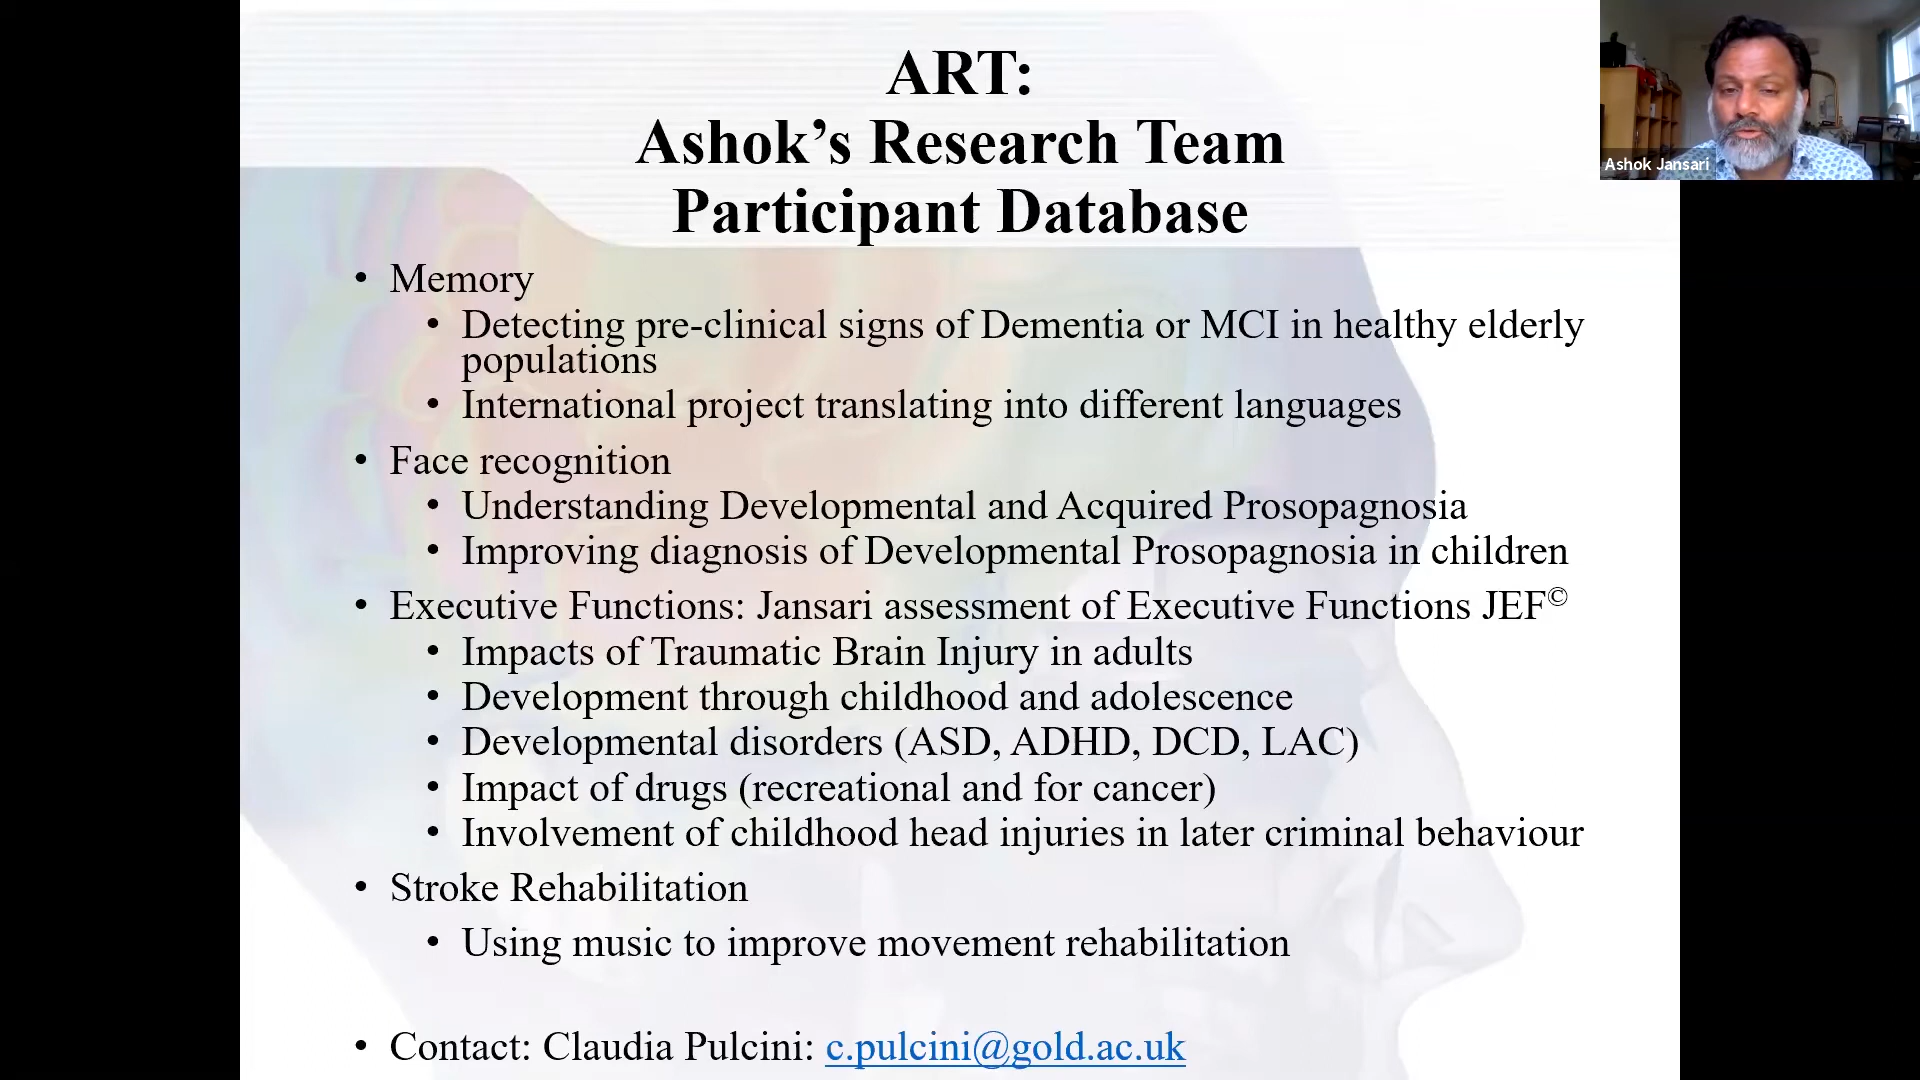 ART:
Ashok’s Research Team
Participant Database
Ashok Jansari
• Memory
• Detecting pre-clinical signs of Dementia or MCI in healthy elderly
populations
• International project translating into different languages
• Face recognition
• Understanding Developmental and Acquired Prosopagnosia
• Improving diagnosis of Developmental Prosopagnosia in children
• Executive Functions: Jansari assessment of Executive Functions JEF©
• Impacts of Traumatic Brain Injury in adults
• Development through childhood and adolescence
• Developmental disorders (ASD, ADHD, DCD, LAC)
• Impact of drugs (recreational and for cancer)
• Involvement of childhood head injuries in later criminal behaviour
• Stroke Rehabilitation
• Using music to improve movement rehabilitation
• Contact: Claudia Pulcini: c.pulcini@gold.ac.uk